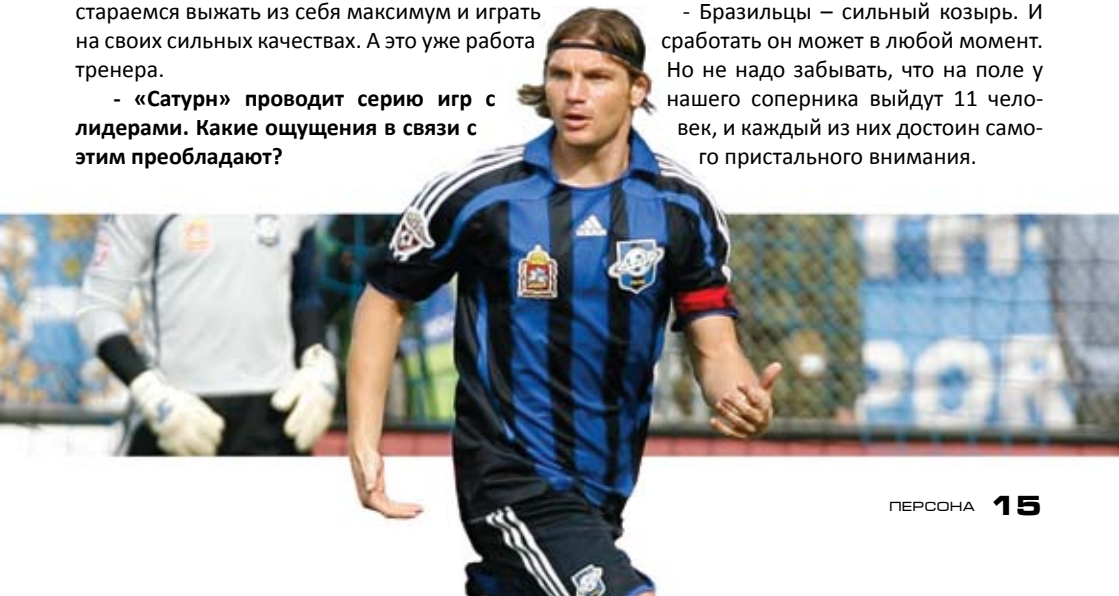 стараемся выжать из себя максимум и играть
на своих сильных качествах. А это уже работа
тренера.
- «Сатурн» проводит серию игр с
лидерами. Какие ощущения в связи с
этим преобладают?
- Бразильцы – сильный козырь. И
сработать он может в любой момент.
Но не надо забывать, что на поле у
нашего соперника выйдут 11 чело-
век, и каждый из них достоин само-
го пристального внимания.
ПЕРСОНА 15